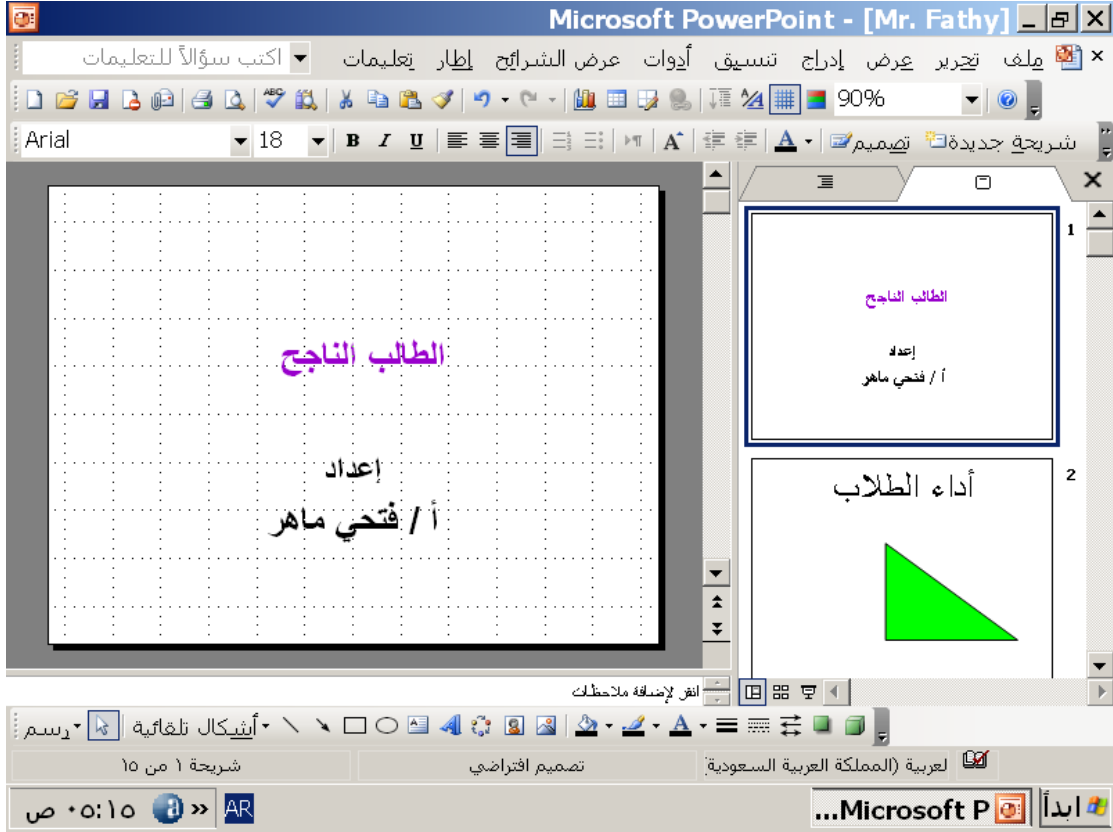 Microsoft PowerPoint - [Mr. Fathy]
ملف تحرير عرض إدراج تنسيق أدوات عرض الشرائح إطار تعليمات اكتب سؤالاً للتعليمات
90%
Arial 18 B I U A A تصميم شريحة جديدة
الطالب الناجح
إعداد
أ / فتحي ماهر
1
الطالب الناجح
إعداد
أ / فتحي ماهر
2
أداء الطلاب
انقر لإضافة ملاحظات
رسم أشكال تلقائية
شريحة ١ من ١٥ تصميم افتراضي لعربية (المملكة العربية السعودية)
ابدأ Microsoft P... AR ٠٥:١٥ ص